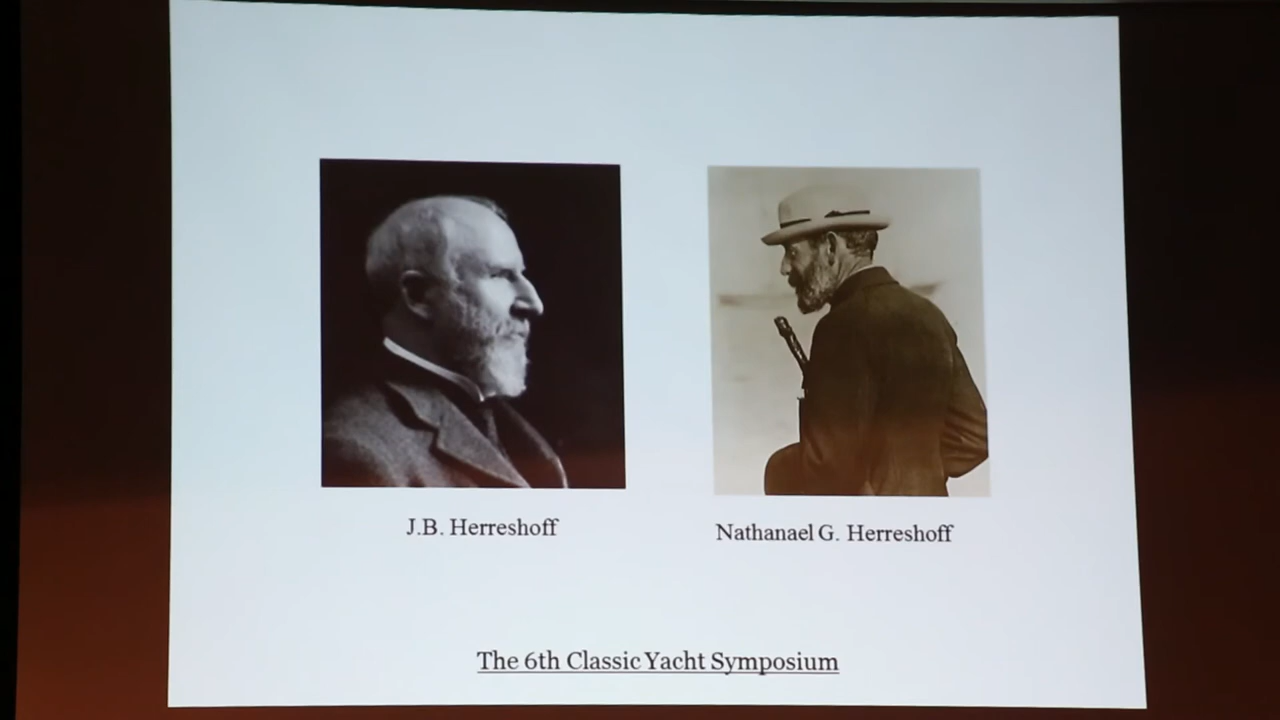 J.B. Herreshoff
Nathanael G. Herreshoff
The 6th Classic Yacht Symposium